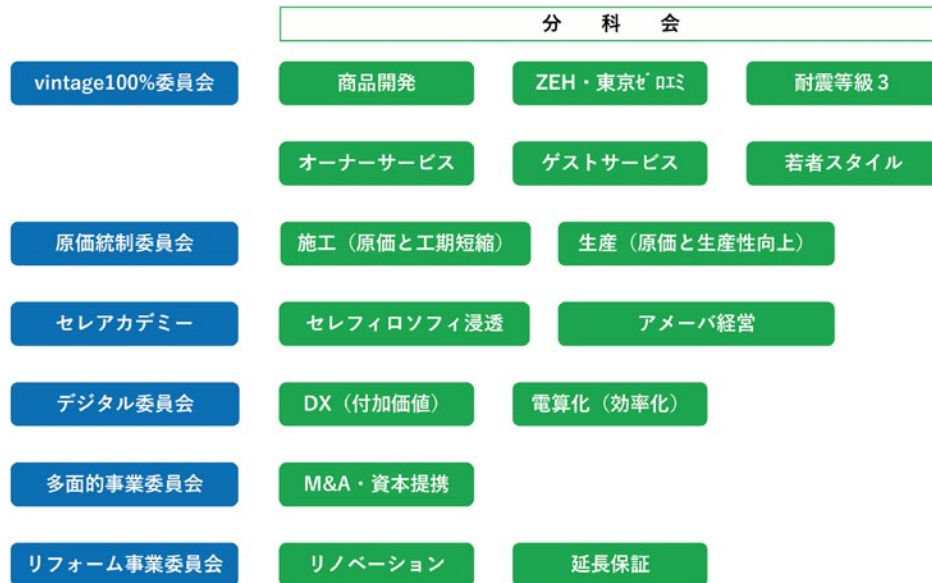 分　科　会
vintage100%委員会
商品開発
ZEH・東京ｾﾞﾛｴﾐ
耐震等級３
オーナーサービス
ゲストサービス
若者スタイル
原価統制委員会
施工（原価と工期短縮）
生産（原価と生産性向上）
セレアカデミー
セレフィロソフィ浸透
アメーバ経営
デジタル委員会
DX（付加価値）
電算化（効率化）
多面的事業委員会
M&A・資本提携
リフォーム事業委員会
リノベーション
延長保証